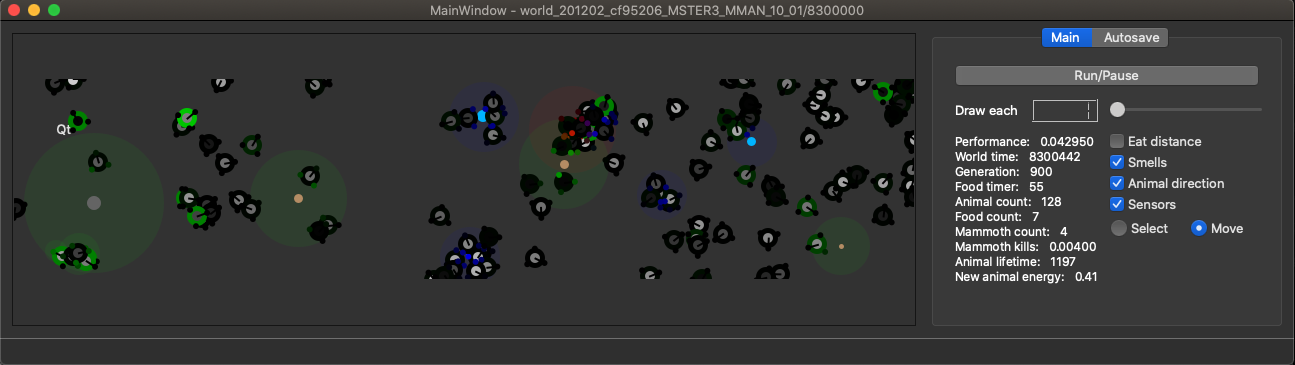 MainWindow - world_201202_cf95206_MSTER3_MMAN_10_01/8300000
Qt
Main Autosave
Run/Pause
Draw each
Performance: 0.042950
World time: 8300442
Generation: 900
Food timer: 55
Animal count: 128
Food count: 7
Mammoth count: 4
Mammoth kills: 0.00400
Animal lifetime: 1197
New animal energy: 0.41
Eat distance
Smells
Animal direction
Sensors
Select Move